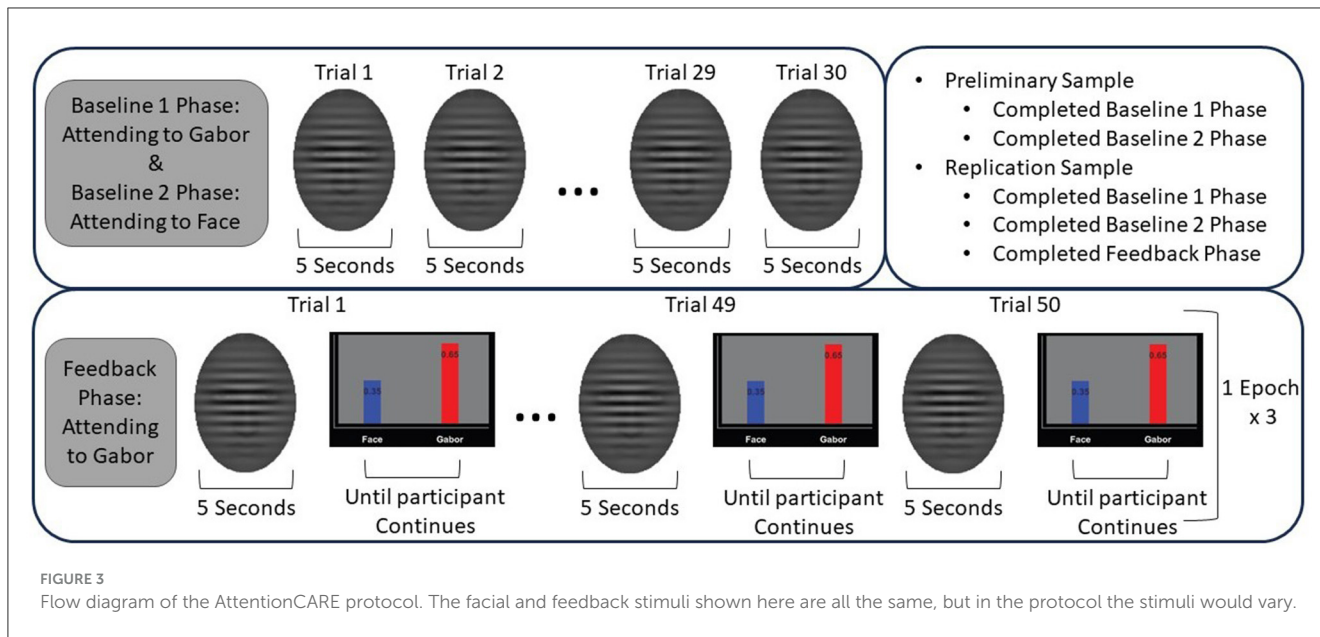 Baseline 1 Phase:
Attending to Gabor
&
Baseline 2 Phase:
Attending to Face
Trial 1
Trial 2
Trial 29
Trial 30
...
5 Seconds
5 Seconds
5 Seconds
5 Seconds
• Preliminary Sample
• Completed Baseline 1 Phase
• Completed Baseline 2 Phase
• Replication Sample
• Completed Baseline 1 Phase
• Completed Baseline 2 Phase
• Completed Feedback Phase
Feedback
Phase:
Attending
to Gabor
Trial 1
Trial 49
Trial 50
0.35
0.65
Face
Gabor
...
0.35
0.65
Face
Gabor
0.35
0.65
Face
Gabor
5 Seconds
Until participant
Continues
5 Seconds
Until participant
Continues
5 Seconds
Until participant
Continues
1 Epoch
x 3
FIGURE 3
Flow diagram of the AttentionCARE protocol. The facial and feedback stimuli shown here are all the same, but in the protocol the stimuli would vary.